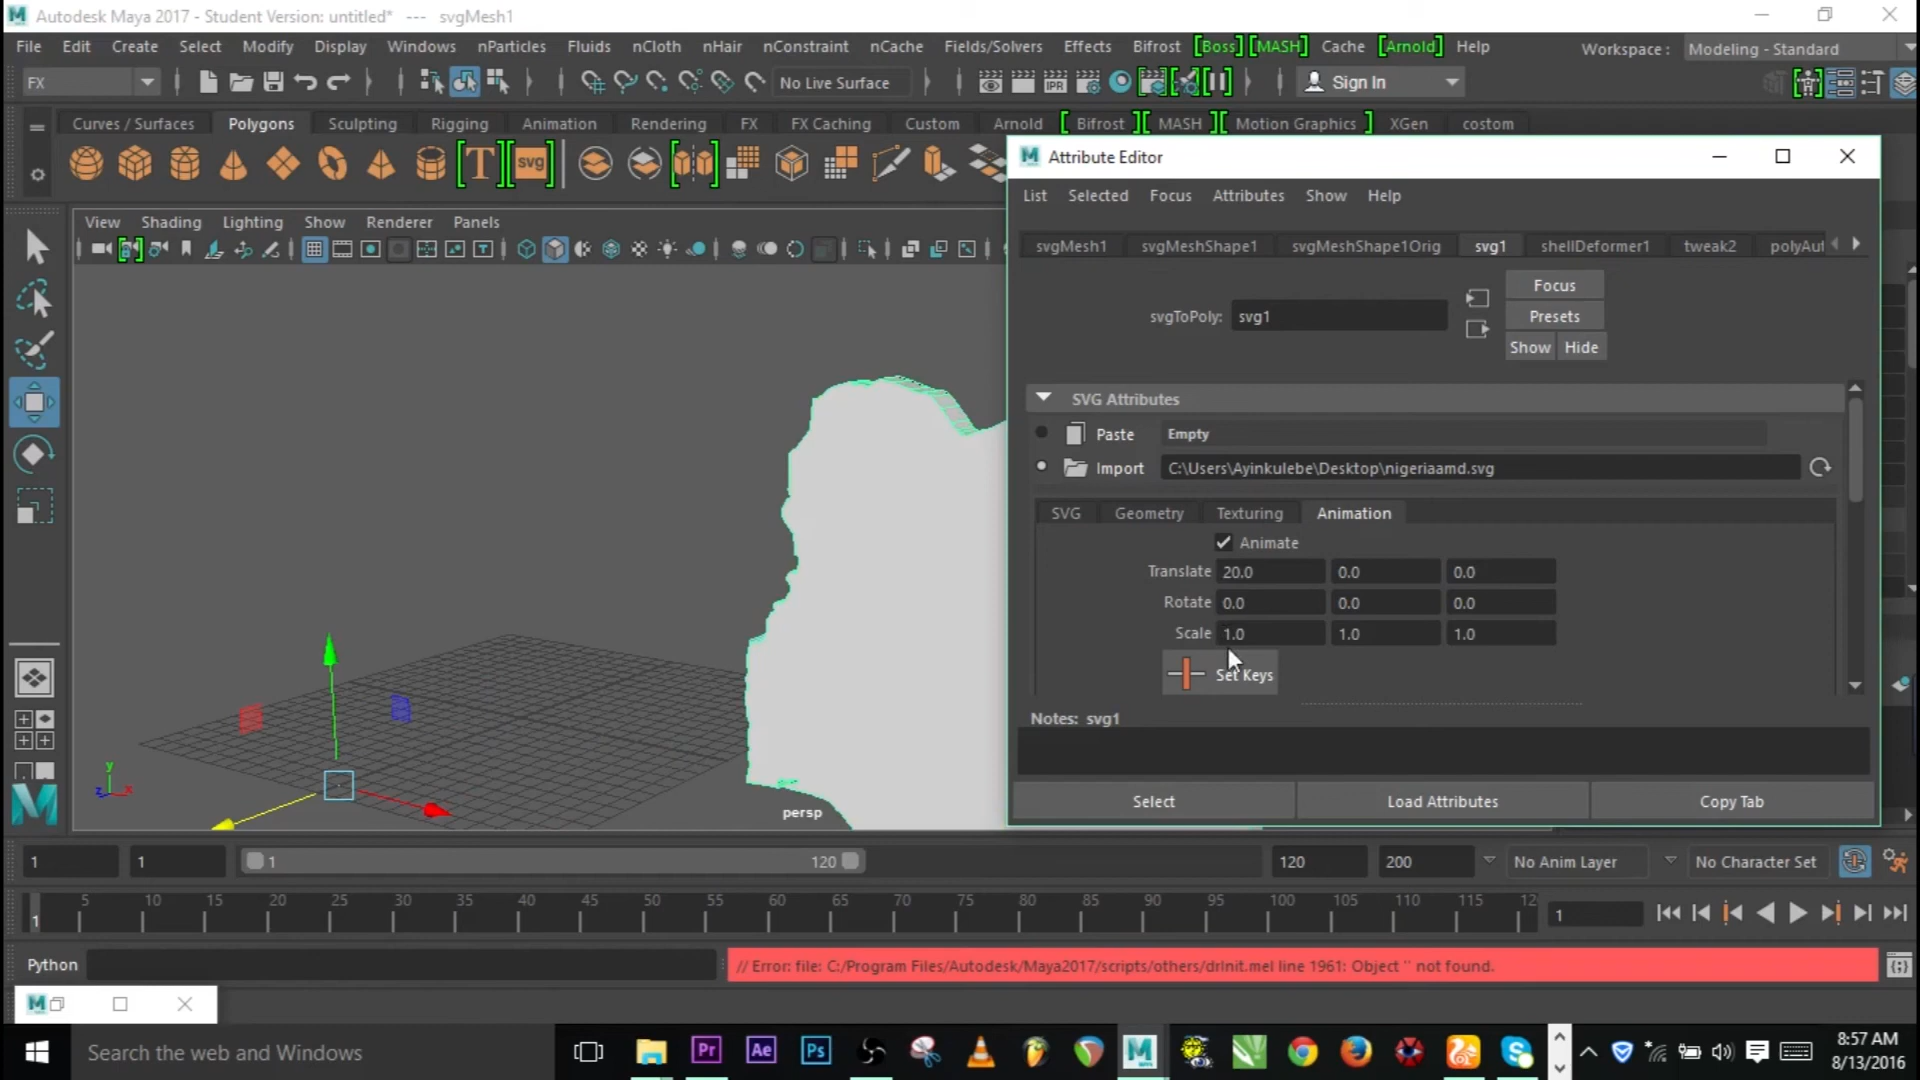 Autodesk Maya 2017 - Student Version: untitled* --- svgMesh1
File Edit Create Select Modify Display Windows nParticles Fluids nCloth nHair nConstraint nCache Fields/Solvers Effects Bifrost [Boss] [MASH] Cache [Arnold] Help Workspace : Modeling - Standard
FX No Live Surface IPR Sign In
Curves / Surfaces Polygons Sculpting Rigging Animation Rendering FX FX Caching Custom Arnold [ Bifrost ][ MASH ][ Motion Graphics ] XGen costom
T svg
Attribute Editor
List Selected Focus Attributes Show Help
View Shading Lighting Show Renderer Panels
svgMesh1 svgMeshShape1 svgMeshShape1Orig svg1 shellDeformer1 tweak2 polyAut
Focus
svgToPoly: svg1 Presets
Show Hide
SVG Attributes
Paste Empty
Import C:\Users\Ayinkulebe\Desktop\nigeriaamd.svg
SVG Geometry Texturing Animation
Animate
Translate 20.0 0.0 0.0
Rotate 0.0 0.0 0.0
Scale 1.0 1.0 1.0
Set Keys
Notes: svg1
y
z x
persp
Select Load Attributes Copy Tab
1 1 1 120 120 200 No Anim Layer No Character Set
1 5 10 15 20 25 30 35 40 45 50 55 60 65 70 75 80 85 90 95 100 105 110 115 12 1
Python // Error: file: C:/Program Files/Autodesk/Maya2017/scripts/others/drInit.mel line 1961: Object '' not found.
Search the web and Windows Pr Ae Ps M 8:57 AM
8/13/2016